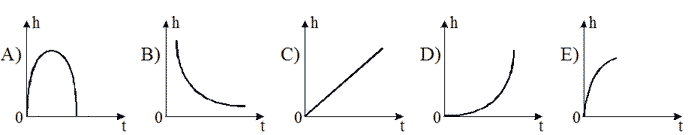 A) h 0 t
B) h 0 t
C) h 0 t
D) h 0 t
E) h 0 t